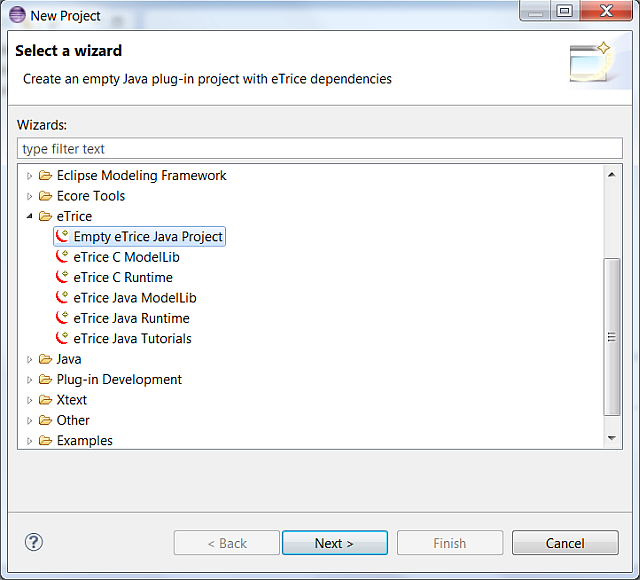 New Project
Select a wizard
Create an empty Java plug-in project with eTrice dependencies
Wizards:
type filter text
Eclipse Modeling Framework
Ecore Tools
eTrice
Empty eTrice Java Project
eTrice C ModelLib
eTrice C Runtime
eTrice Java ModelLib
eTrice Java Runtime
eTrice Java Tutorials
Java
Plug-in Development
Xtext
Other
Examples
? < Back Next > Finish Cancel